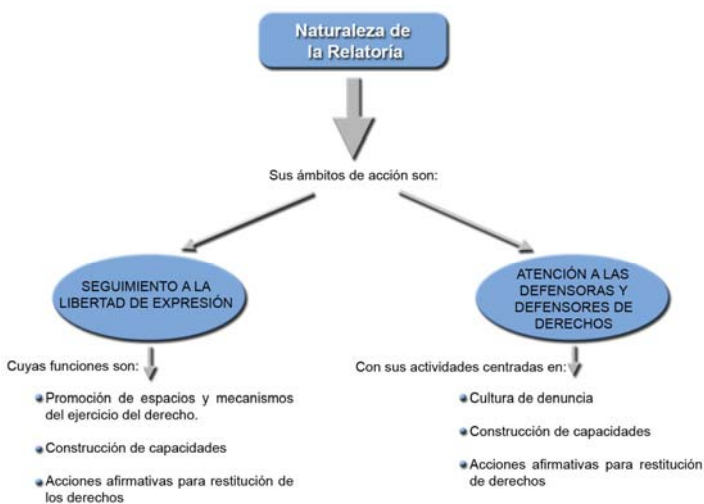 Naturaleza de
la Relatoría
Sus ámbitos de acción son:
SEGUIMIENTO A LA
LIBERTAD DE EXPRESIÓN
Cuyas funciones son:
Promoción de espacios y mecanismos
del ejercicio del derecho.
Construcción de capacidades
Acciones afirmativas para restitución de
los derechos
ATENCIÓN A LAS
DEFENSORAS Y
DEFENSORES DE
DERECHOS
Con sus actividades centradas en:
Cultura de denuncia
Construcción de capacidades
Acciones afirmativas para restitución
de derechos